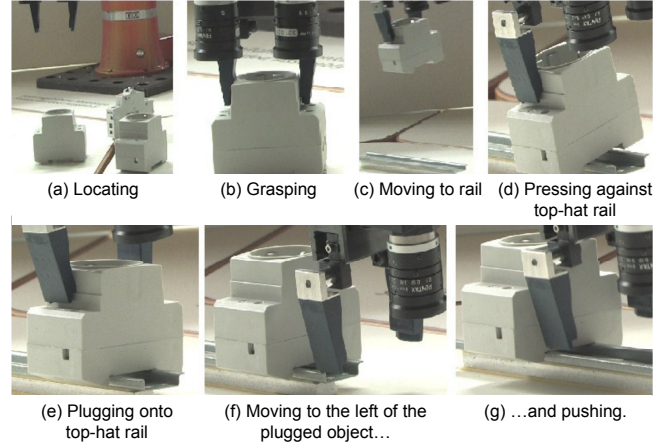 (a) Locating
(b) Grasping
(c) Moving to rail
(d) Pressing against
top-hat rail
(e) Plugging onto
top-hat rail
(f) Moving to the left of the
plugged object…
(g) …and pushing.